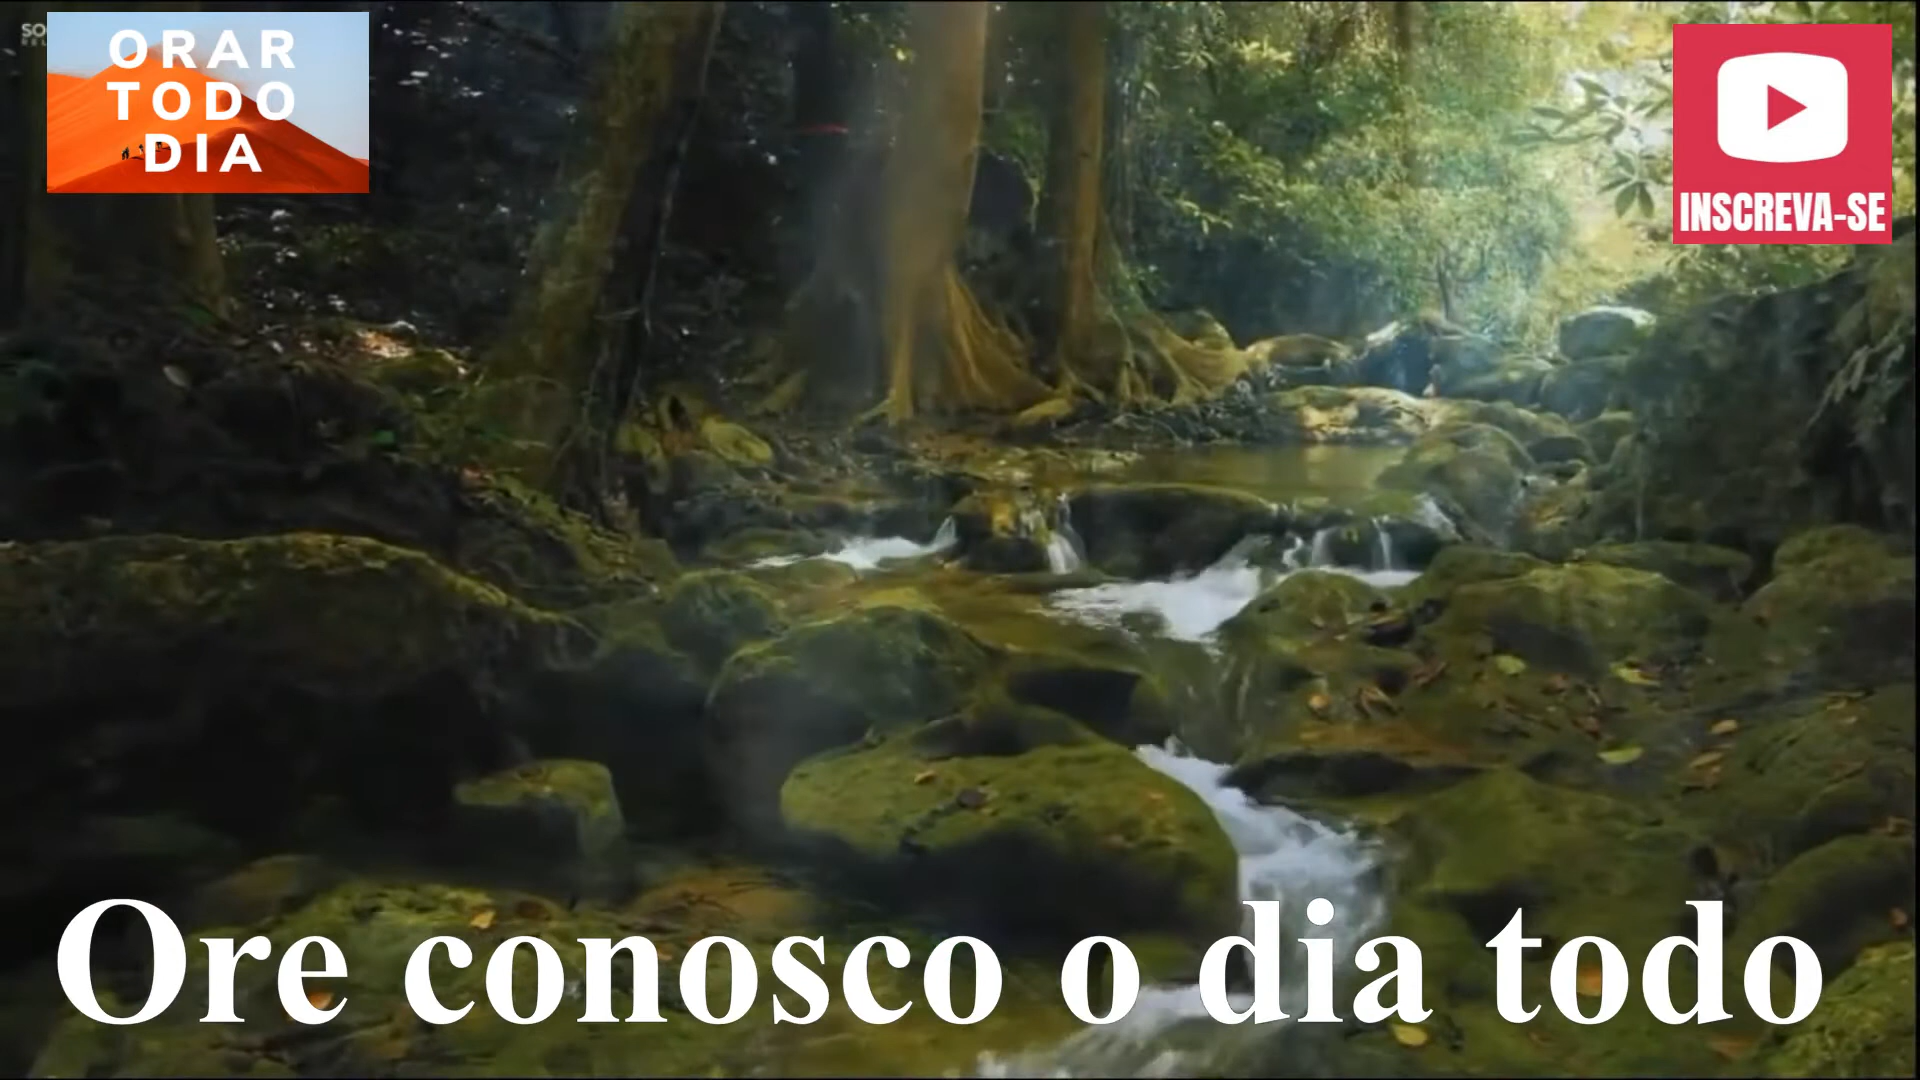 ORAR
TODO
DIA
INSCREVA-SE
Ore conosco o dia todo